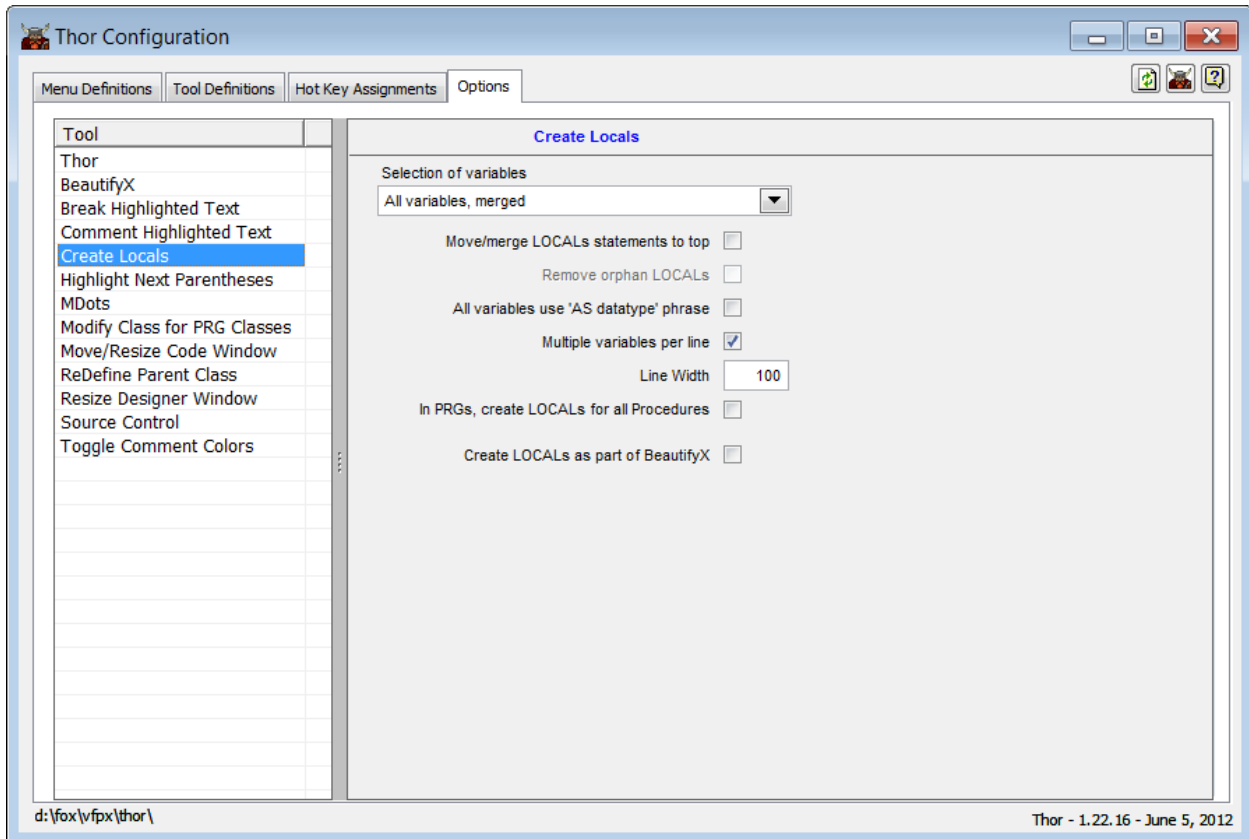 Thor Configuration
Menu Definitions Tool Definitions Hot Key Assignments Options
Tool
Thor
BeautifyX
Break Highlighted Text
Comment Highlighted Text
Create Locals
Highlight Next Parentheses
MDots
Modify Class for PRG Classes
Move/Resize Code Window
ReDefine Parent Class
Resize Designer Window
Source Control
Toggle Comment Colors
Create Locals
Selection of variables
All variables, merged
Move/merge LOCALs statements to top
Remove orphan LOCALs
All variables use 'AS datatype' phrase
Multiple variables per line
Line Width 100
In PRGs, create LOCALs for all Procedures
Create LOCALs as part of BeautifyX
d:\fox\vfpx\thor\
Thor - 1.22.16 - June 5, 2012